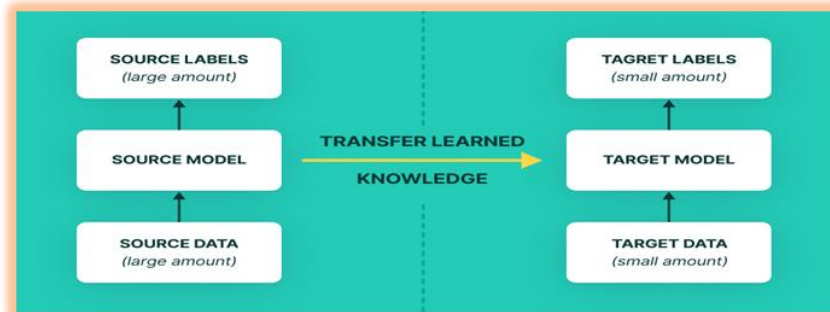 SOURCE LABELS
(large amount)
SOURCE MODEL
SOURCE DATA
(large amount)
TRANSFER LEARNED
KNOWLEDGE
TAGRET LABELS
(small amount)
TARGET MODEL
TARGET DATA
(small amount)